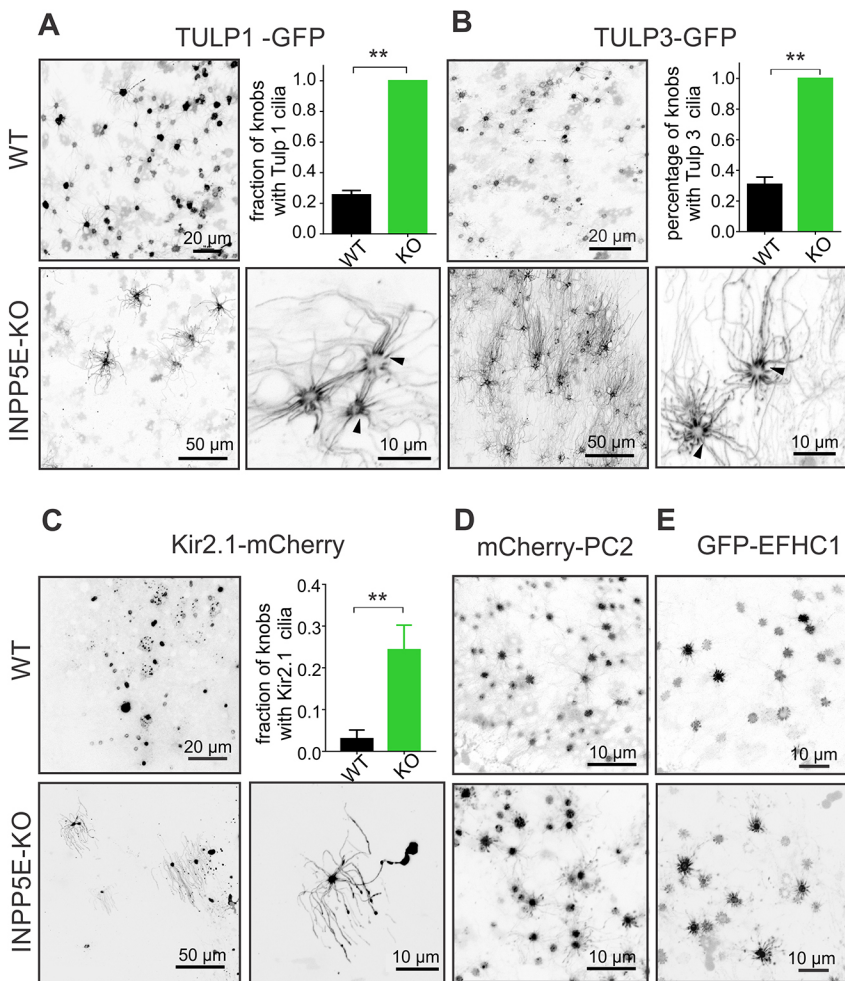 A
TULP1 -GFP
B
TULP3-GFP
WT
20 µm
fraction of knobs
with Tulp 1 cilia
1.0
0.8
0.6
0.4
0.2
0.0
**
WT
KO
20 µm
percentage of knobs
with Tulp 3 cilia
1.0
0.8
0.6
0.4
0.2
0.0
**
WT
KO
INPP5E-KO
50 µm
10 µm
50 µm
10 µm
C
Kir2.1-mCherry
D
mCherry-PC2
E
GFP-EFHC1
WT
20 µm
fraction of knobs
with Kir2.1 cilia
0.4
0.3
0.2
0.1
0.0
**
WT
KO
10 µm
10 µm
INPP5E-KO
50 µm
10 µm
10 µm
10 µm